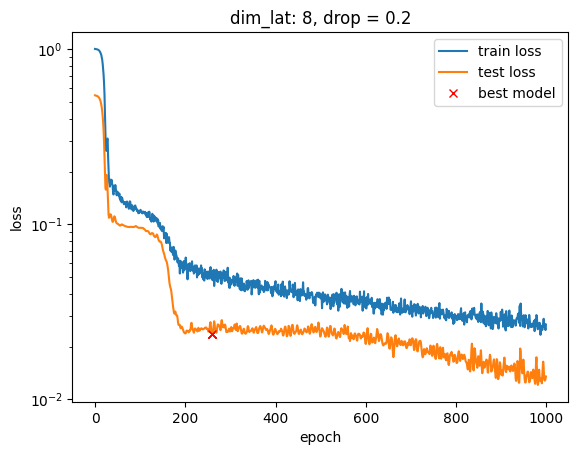 dim_lat: 8, drop = 0.2
train loss
test loss
best model
10⁰
10⁻¹
10⁻²
loss
0
200
400
600
800
1000
epoch